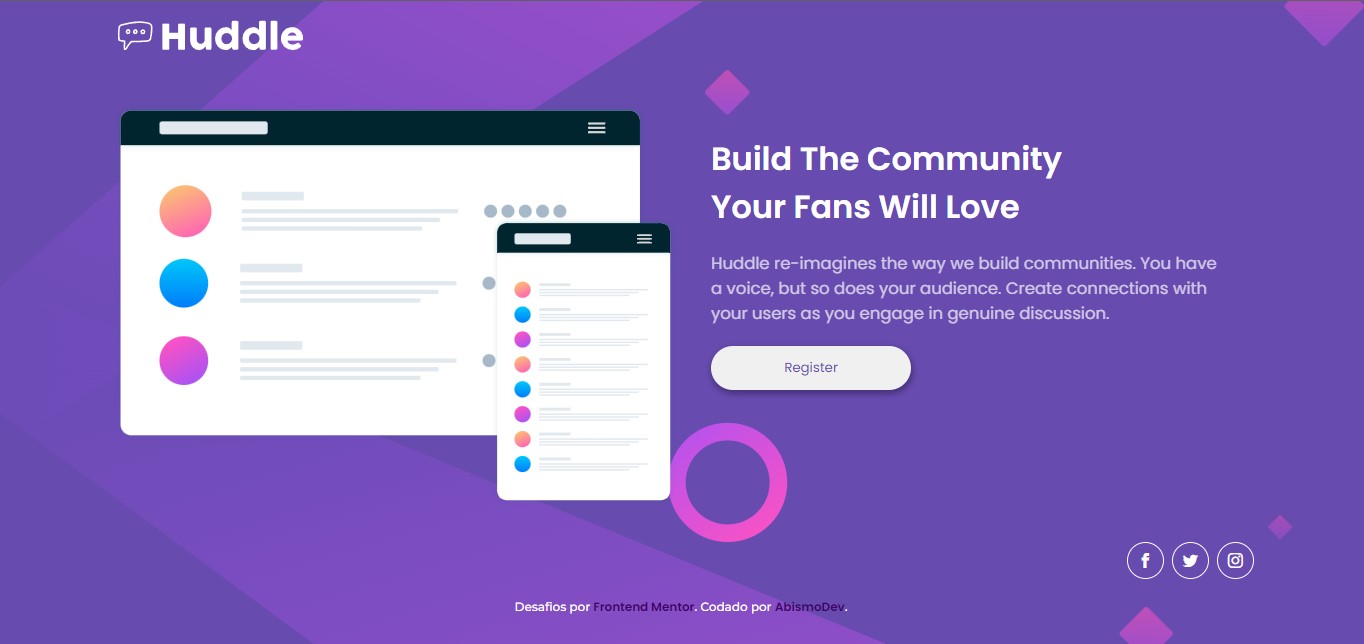 Huddle
Build The Community
Your Fans Will Love
Huddle re-imagines the way we build communities. You have
a voice, but so does your audience. Create connections with
your users as you engage in genuine discussion.
Register
Desafios por Frontend Mentor. Codado por AbismoDev.